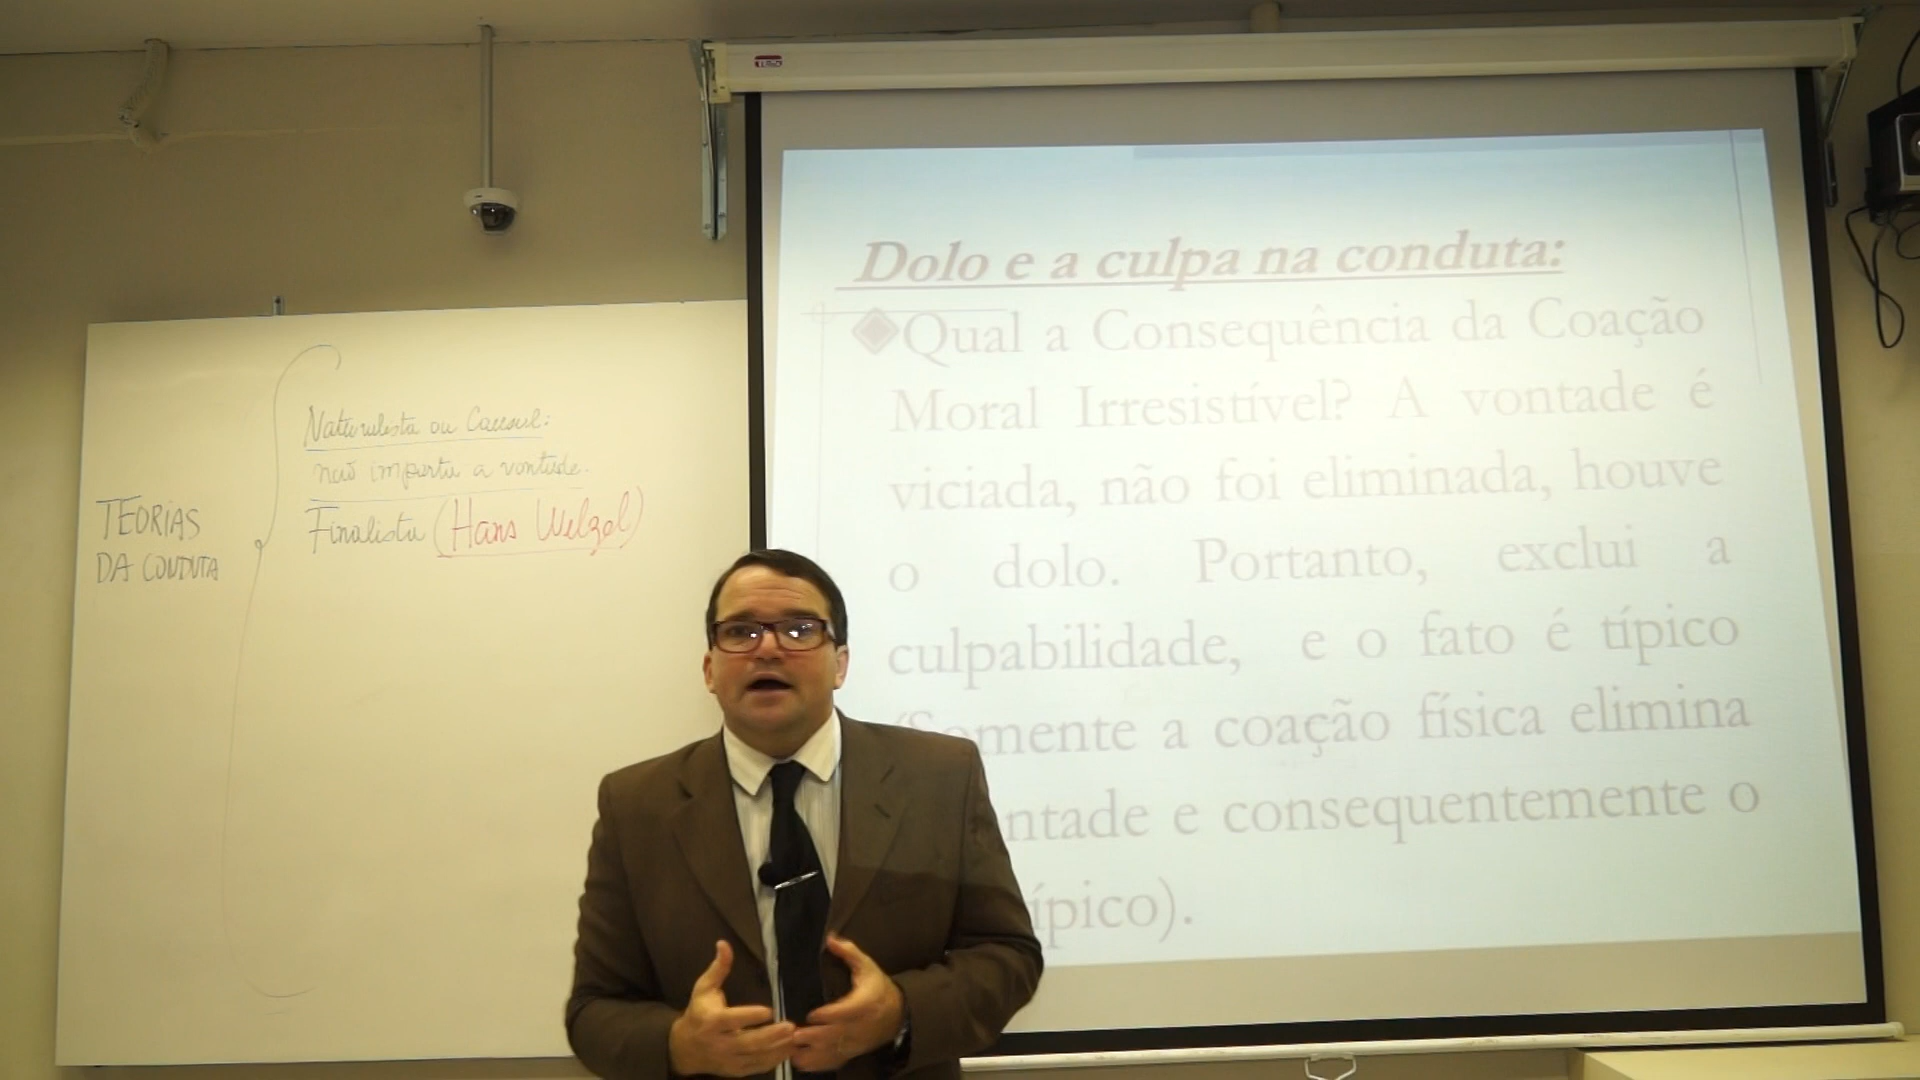 TEORIAS
DA CONDUTA
Naturalista ou Causal:
não importa a vontade.
Finalista (Hans Welzel)
Dolo e a culpa na conduta:
Qual a Consequência da Coação
Moral Irresistível? A vontade é
viciada, não foi eliminada, houve
o dolo. Portanto, exclui a
culpabilidade, e o fato é típico
(Somente a coação física elimina
ntade e consequentemente o
ípico).